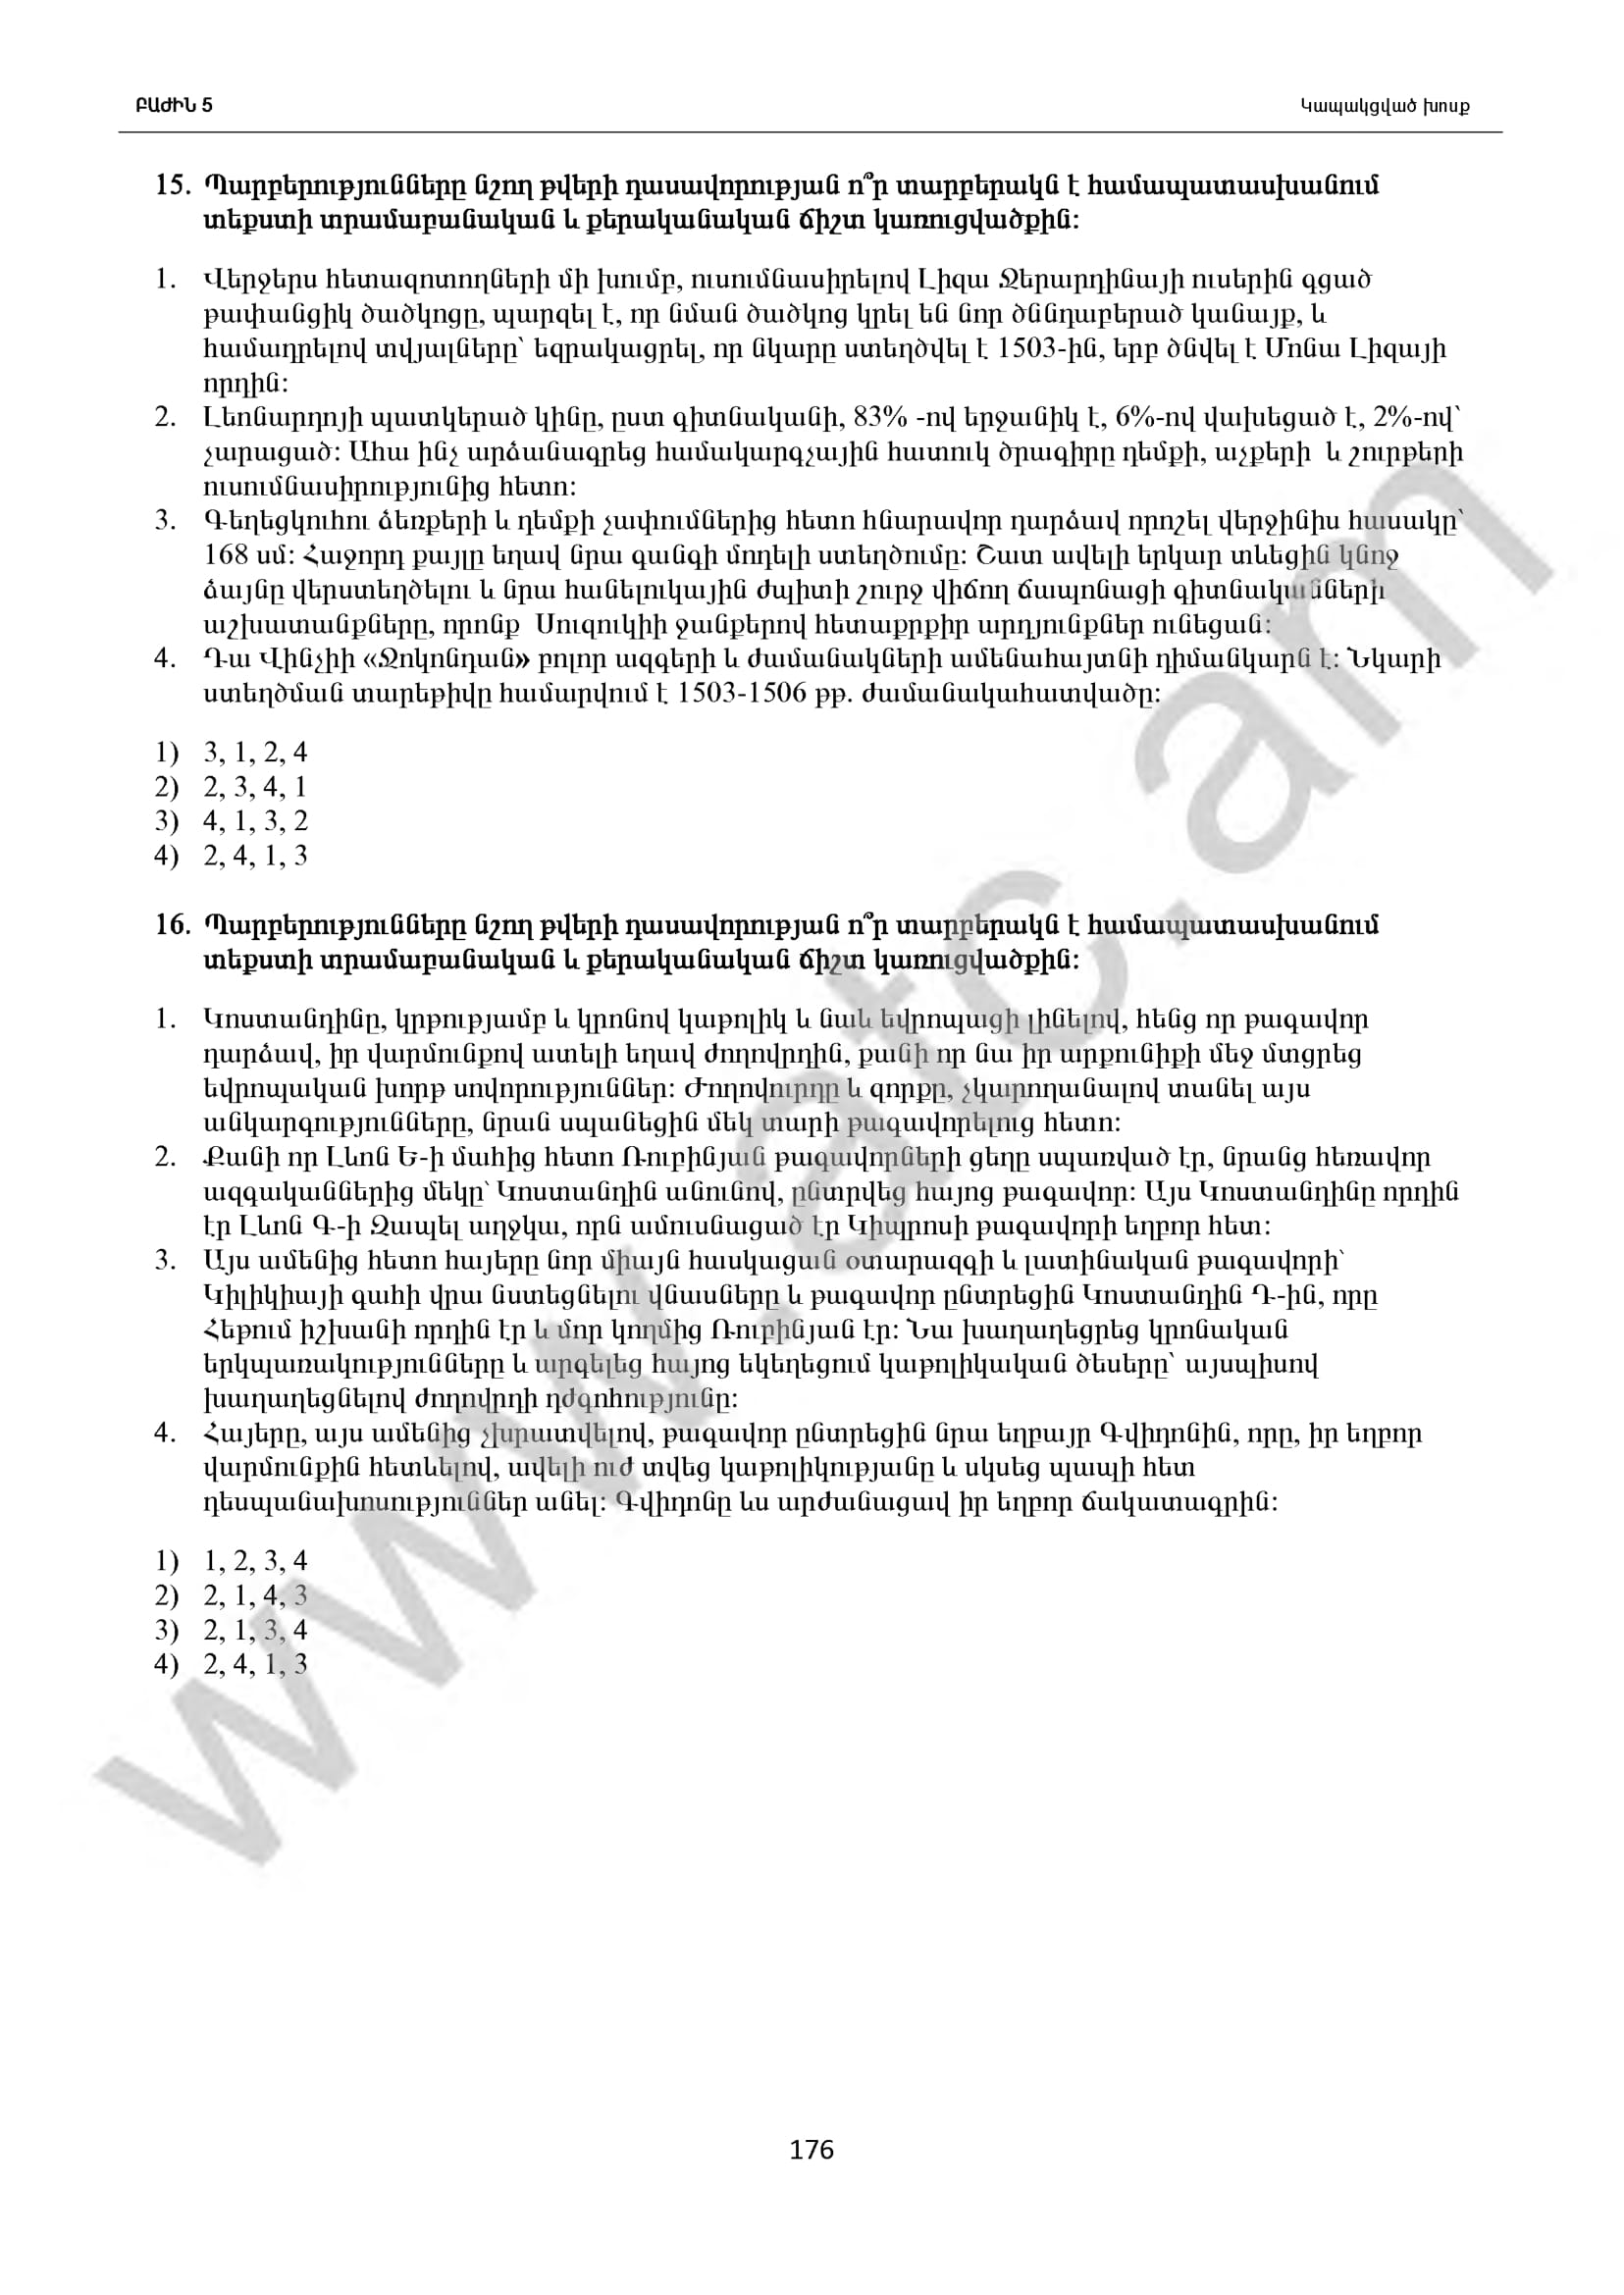 ԲԱԺԻՆ 5
Կապակցված խոսք
15. Պարբերությունները նշող թվերի դասավորության ո՞ր տարբերակն է համապատասխանում
տեքստի տրամաբանական և քերականական ճիշտ կառուցվածքին:
1. Վերջերս հետազոտողների մի խումբ, ուսումնասիրելով Լիզա Ջերարդինայի ուսերին գցած
թափանցիկ ծածկոցը, պարզել է, որ նման ծածկոց կրել են նոր ծննդաբերած կանայք, և
համադրելով տվյալները՝ եզրակացրել, որ նկարը ստեղծվել է 1503-ին, երբ ծնվել է Մոնա Լիզայի
որդին:
2. Լեոնարդոյի պատկերած կինը, ըստ գիտնականի, 83% -ով երջանիկ է, 6%-ով վախեցած է, 2%-ով՝
չարացած: Ահա ինչ արձանագրեց համակարգչային հատուկ ծրագիրը դեմքի, աչքերի և շուրթերի
ուսումնասիրությունից հետո:
3. Գեղեցկուհու ձեռքերի և դեմքի չափումներից հետո հնարավոր դարձավ որոշել վերջինիս հասակը՝
168 սմ: Հաջորդ քայլը եղավ նրա գանգի մոդելի ստեղծումը: Շատ ավելի երկար տևեցին կնոջ
ձայնը վերստեղծելու և նրա հանելուկային ժպիտի շուրջ վիճող ճապոնացի գիտնականների
աշխատանքները, որոնք Սուզուկիի ջանքերով հետաքրքիր արդյունքներ ունեցան:
4. Դա Վինչիի «Ջոկոնդան» բոլոր ազգերի և ժամանակների ամենահայտնի դիմանկարն է: Նկարի
ստեղծման տարեթիվը համարվում է 1503-1506 թթ. ժամանակահատվածը:
1) 3, 1, 2, 4
2) 2, 3, 4, 1
3) 4, 1, 3, 2
4) 2, 4, 1, 3
16. Պարբերությունները նշող թվերի դասավորության ո՞ր տարբերակն է համապատասխանում
տեքստի տրամաբանական և քերականական ճիշտ կառուցվածքին:
1. Կոստանդինը, կրթությամբ և կրոնով կաթոլիկ և նաև եվրոպացի լինելով, հենց որ թագավոր
դարձավ, իր վարմունքով ատելի եղավ ժողովրդին, քանի որ նա իր արքունիքի մեջ մտցրեց
եվրոպական խորթ սովորություններ: Ժողովուրդը և զորքը, չկարողանալով տանել այս
անկարգությունները, նրան սպանեցին մեկ տարի թագավորելուց հետո:
2. Քանի որ Լևոն Ե-ի մահից հետո Ռուբինյան թագավորների ցեղը սպառված էր, նրանց հեռավոր
ազգականներից մեկը՝ Կոստանդին անունով, ընտրվեց հայոց թագավոր: Այս Կոստանդինը որդին
էր Լևոն Գ-ի Զապել աղջկա, որն ամուսնացած էր Կիպրոսի թագավորի եղբոր հետ:
3. Այս ամենից հետո հայերը նոր միայն հասկացան օտարազգի և լատինական թագավորի՝
Կիլիկիայի գահի վրա նստեցնելու վնասները և թագավոր ընտրեցին Կոստանդին Դ-ին, որը
Հեթում իշխանի որդին էր և մոր կողմից Ռուբինյան էր: Նա խաղաղեցրեց կրոնական
երկպառակությունները և արգելեց հայոց եկեղեցում կաթոլիկական ծեսերը՝ այսպիսով
խաղաղեցնելով ժողովրդի դժգոհությունը:
4. Հայերը, այս ամենից չխրատվելով, թագավոր ընտրեցին նրա եղբայր Գվիդոնին, որը, իր եղբոր
վարմունքին հետևելով, ավելի ուժ տվեց կաթոլիկությանը և սկսեց պապի հետ
դեսպանախոսություններ անել: Գվիդոնը ևս արժանացավ իր եղբոր ճակատագրին:
1) 1, 2, 3, 4
2) 2, 1, 4, 3
3) 2, 1, 3, 4
4) 2, 4, 1, 3
www.atc.am
176